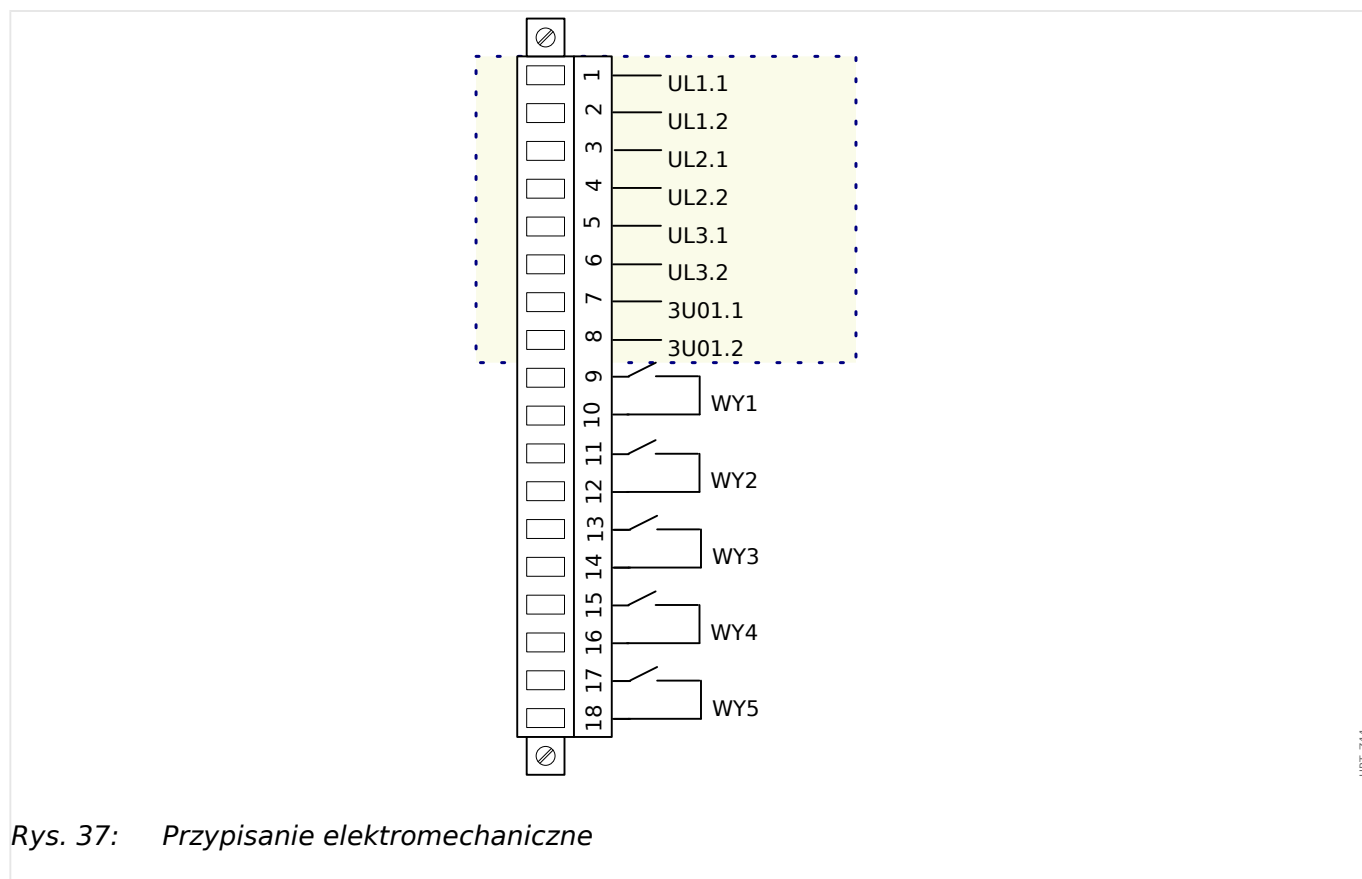 1 UL1.1
2 UL1.2
3 UL2.1
4 UL2.2
5 UL3.1
6 UL3.2
7 3U01.1
8 3U01.2
9
10 WY1
11
12 WY2
13
14 WY3
15
16 WY4
17
18 WY5
Rys. 37: Przypisanie elektromechaniczne